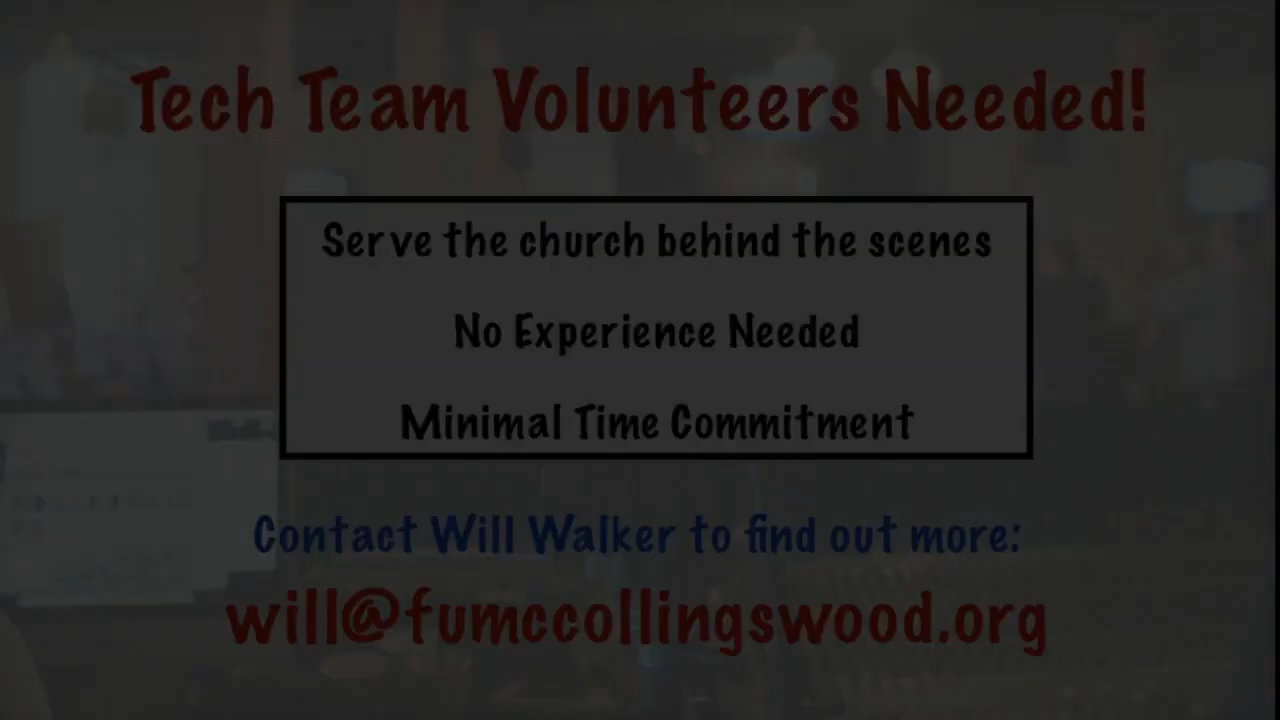 Tech Team Volunteers Needed!
Serve the church behind the scenes
No Experience Needed
Minimal Time Commitment
Contact Will Walker to find out more:
will@fumccollingswood.org